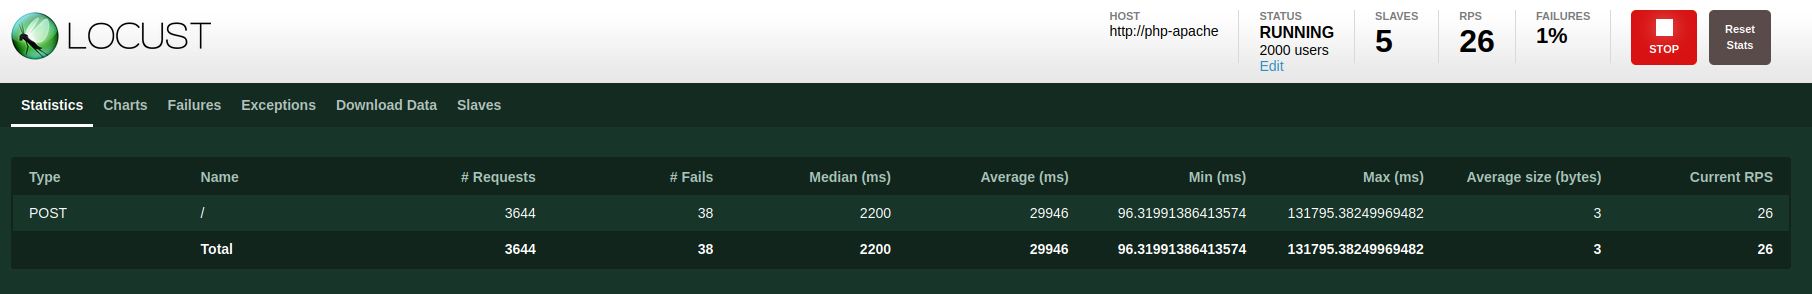 LOCUST
HOST
http://php-apache
STATUS
RUNNING
2000 users
Edit
SLAVES
5
RPS
26
FAILURES
1%
STOP
Reset
Stats
Statistics Charts Failures Exceptions Download Data Slaves
Type Name # Requests # Fails Median (ms) Average (ms) Min (ms) Max (ms) Average size (bytes) Current RPS
POST / 3644 38 2200 29946 96.31991386413574 131795.38249969482 3 26
Total 3644 38 2200 29946 96.31991386413574 131795.38249969482 3 26